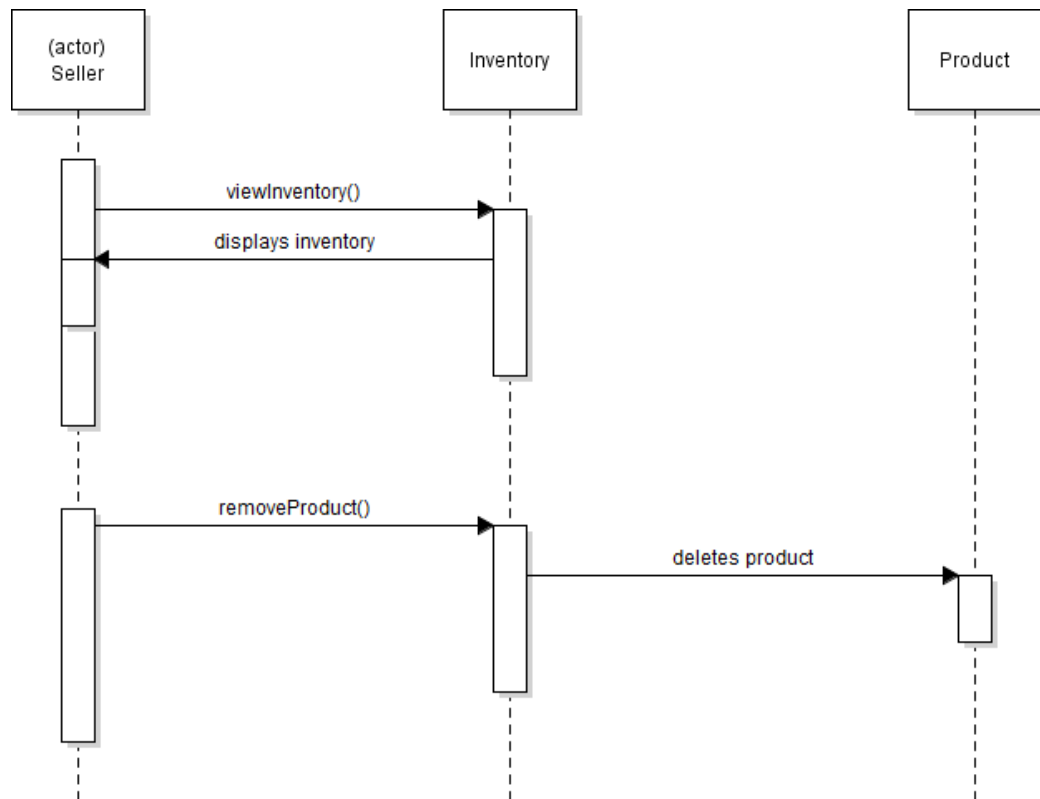 (actor)
Seller
Inventory
Product
viewInventory()
displays inventory
removeProduct()
deletes product